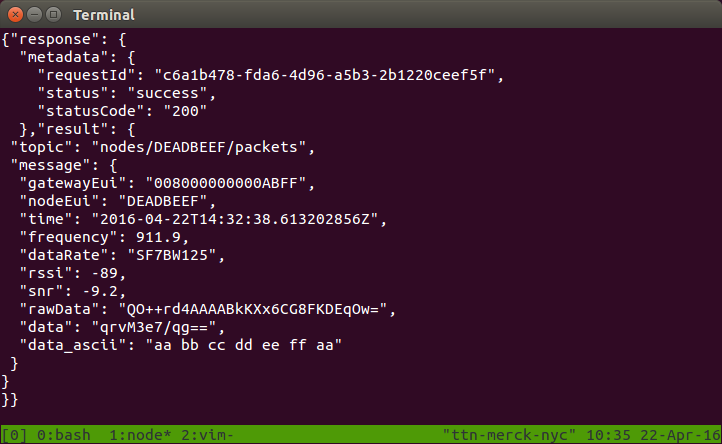 Terminal
{"response": {
  "metadata": {
    "requestId": "c6a1b478-fda6-4d96-a5b3-2b1220ceef5f",
    "status": "success",
    "statusCode": "200"
  },"result": {
 "topic": "nodes/DEADBEEF/packets",
 "message": {
  "gatewayEui": "008000000000ABFF",
  "nodeEui": "DEADBEEF",
  "time": "2016-04-22T14:32:38.613202856Z",
  "frequency": 911.9,
  "dataRate": "SF7BW125",
  "rssi": -89,
  "snr": -9.2,
  "rawData": "QO++rd4AAAABkKXx6CG8FKDEqOw=",
  "data": "qrvM3e7/qg==",
  "data_ascii": "aa bb cc dd ee ff aa"
 }
}
}}
[0] 0:bash  1:node* 2:vim- "ttn-merck-nyc" 10:35 22-Apr-16